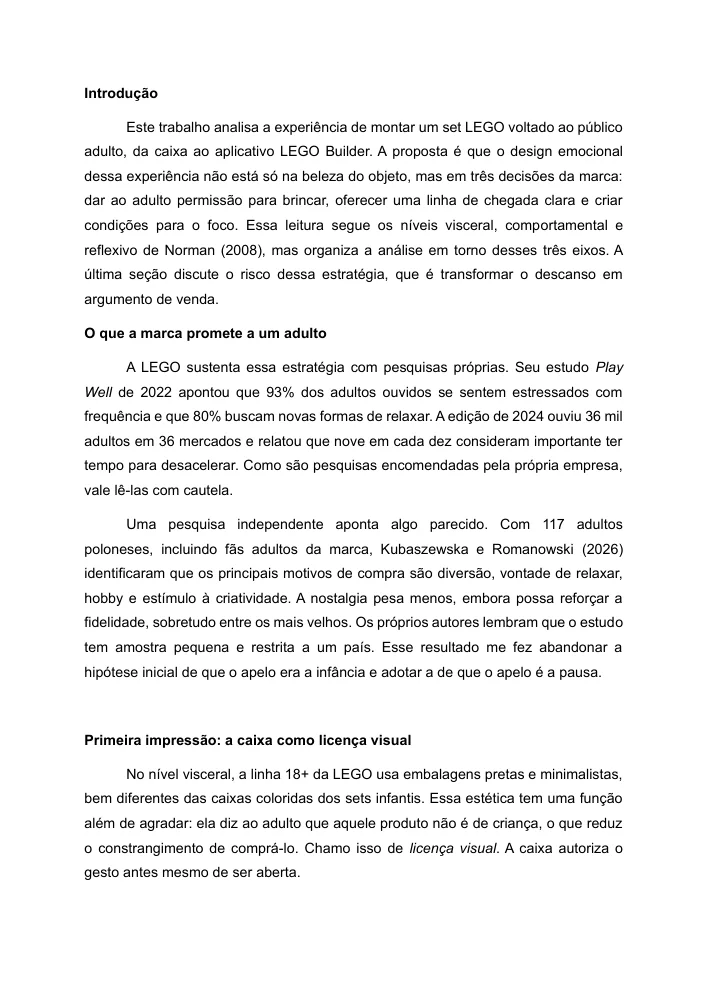 Introdução
Este trabalho analisa a experiência de montar um set LEGO voltado ao público
adulto, da caixa ao aplicativo LEGO Builder. A proposta é que o design emocional
dessa experiência não está só na beleza do objeto, mas em três decisões da marca:
dar ao adulto permissão para brincar, oferecer uma linha de chegada clara e criar
condições para o foco. Essa leitura segue os níveis visceral, comportamental e
reflexivo de Norman (2008), mas organiza a análise em torno desses três eixos. A
última seção discute o risco dessa estratégia, que é transformar o descanso em
argumento de venda.
O que a marca promete a um adulto
A LEGO sustenta essa estratégia com pesquisas próprias. Seu estudo Play
Well de 2022 apontou que 93% dos adultos ouvidos se sentem estressados com
frequência e que 80% buscam novas formas de relaxar. A edição de 2024 ouviu 36 mil
adultos em 36 mercados e relatou que nove em cada dez consideram importante ter
tempo para desacelerar. Como são pesquisas encomendadas pela própria empresa,
vale lê-las com cautela.
Uma pesquisa independente aponta algo parecido. Com 117 adultos
poloneses, incluindo fãs adultos da marca, Kubaszewska e Romanowski (2026)
identificaram que os principais motivos de compra são diversão, vontade de relaxar,
hobby e estímulo à criatividade. A nostalgia pesa menos, embora possa reforçar a
fidelidade, sobretudo entre os mais velhos. Os próprios autores lembram que o estudo
tem amostra pequena e restrita a um país. Esse resultado me fez abandonar a
hipótese inicial de que o apelo era a infância e adotar a de que o apelo é a pausa.
Primeira impressão: a caixa como licença visual
No nível visceral, a linha 18+ da LEGO usa embalagens pretas e minimalistas,
bem diferentes das caixas coloridas dos sets infantis. Essa estética tem uma função
além de agradar: ela diz ao adulto que aquele produto não é de criança, o que reduz
o constrangimento de comprá-lo. Chamo isso de licença visual. A caixa autoriza o
gesto antes mesmo de ser aberta.